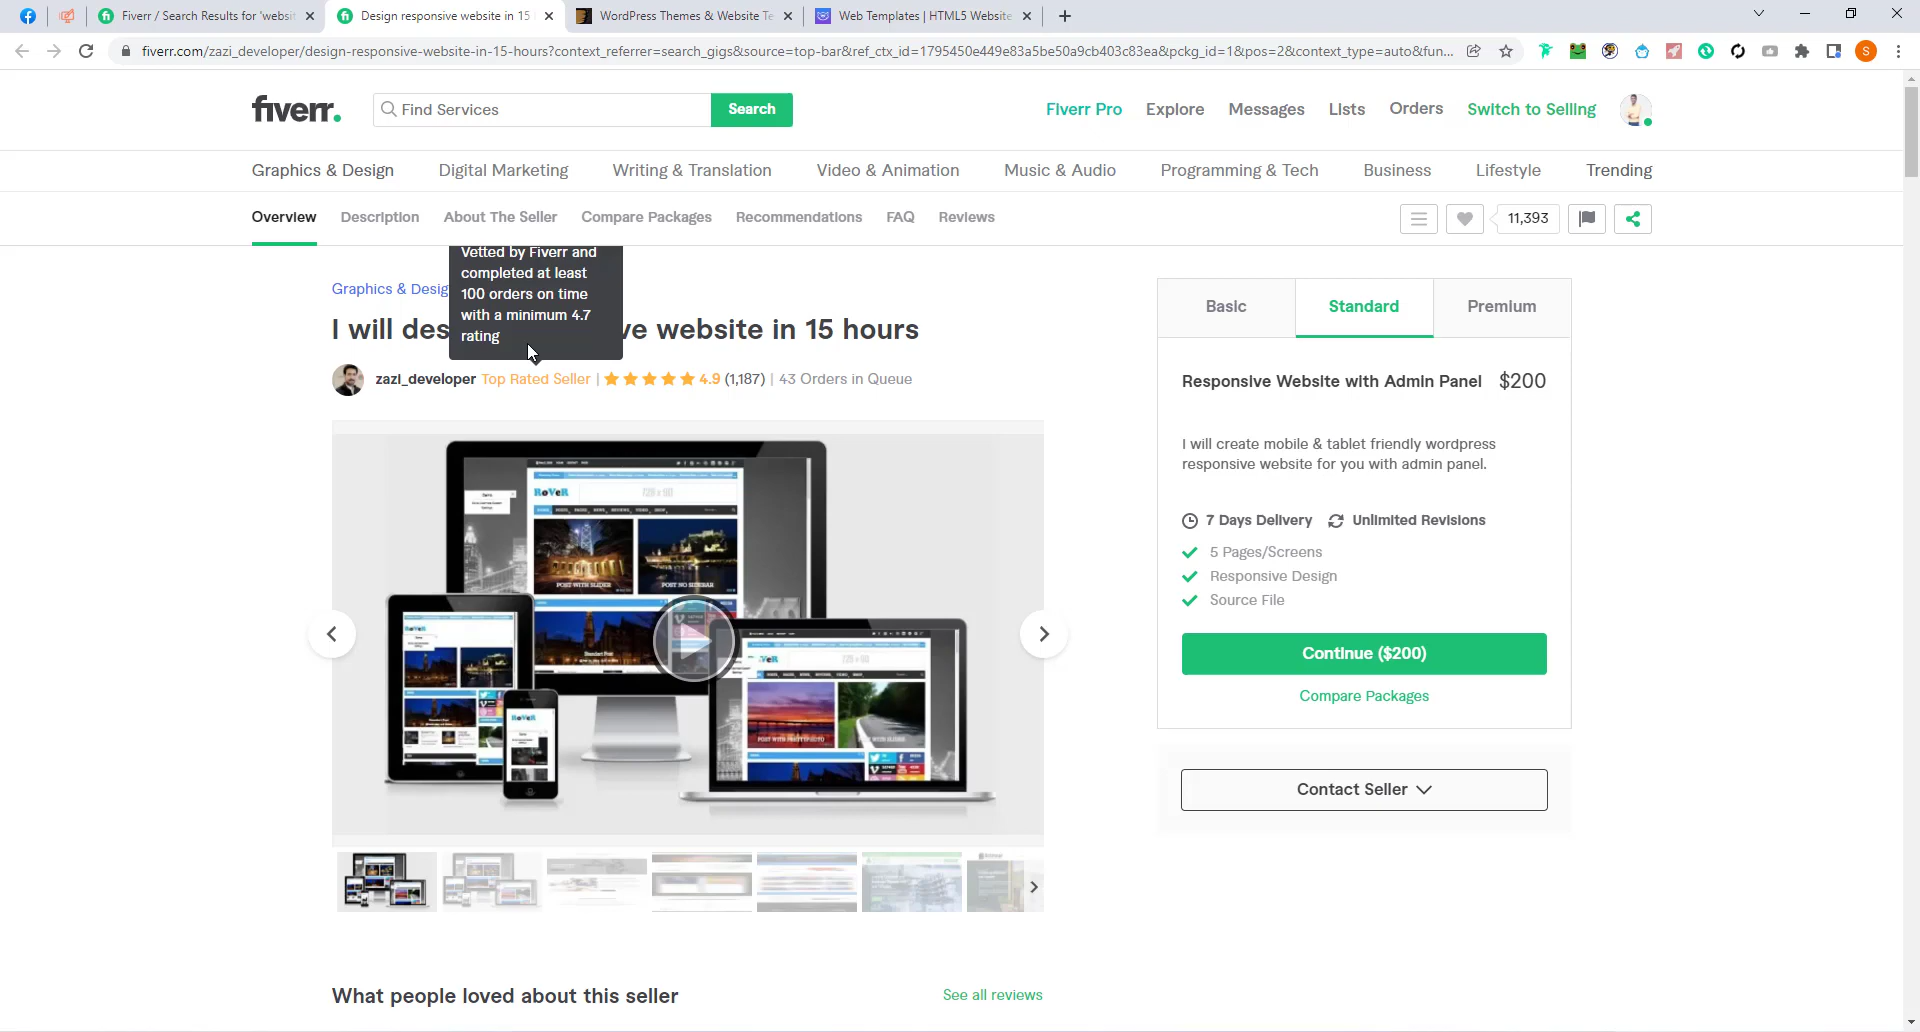 Fiverr / Search Results for 'websit
Design responsive website in 15
WordPress Themes & Website Te
Web Templates | HTML5 Website
fiverr.com/zazi_developer/design-responsive-website-in-15-hours?context_referrer=search_gigs&source=top-bar&ref_ctx_id=1795450e449e83a5be50a9cb403c83ea&pckg_id=1&pos=2&context_type=auto&fun...
S
fiverr.
Find Services
Search
Fiverr Pro
Explore
Messages
Lists
Orders
Switch to Selling
Graphics & Design
Digital Marketing
Writing & Translation
Video & Animation
Music & Audio
Programming & Tech
Business
Lifestyle
Trending
Overview
Description
About The Seller
Compare Packages
Recommendations
FAQ
Reviews
11,393
Vetted by Fiverr and
completed at least
100 orders on time
with a minimum 4.7
rating
Graphics & Desig
I will des ve website in 15 hours
zazi_developer Top Rated Seller | 4.9 (1,187) | 43 Orders in Queue
Basic
Standard
Premium
Responsive Website with Admin Panel $200
I will create mobile & tablet friendly wordpress
responsive website for you with admin panel.
7 Days Delivery
Unlimited Revisions
5 Pages/Screens
Responsive Design
Source File
Continue ($200)
Compare Packages
Contact Seller
RoVeR
POST WITH SLIDER
POST NO SIDEBAR
What people loved about this seller
See all reviews